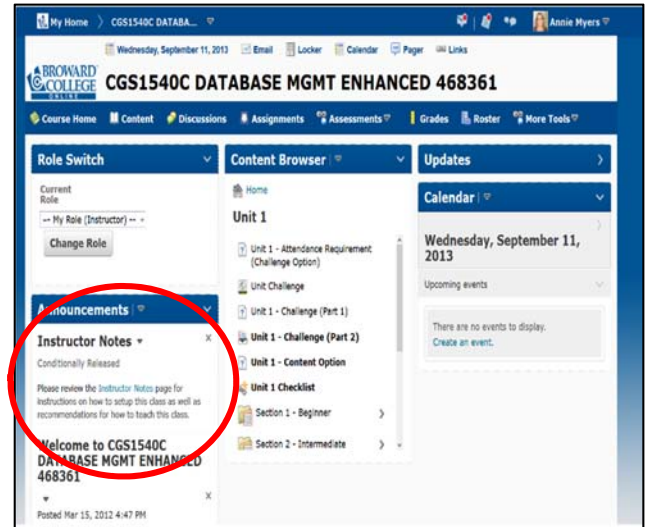 My Home > CGS1540C DATABA...
Annie Myers
Wednesday, September 11, 2013 Email Locker Calendar Pager Links
BROWARD COLLEGE ONLINE
CGS1540C DATABASE MGMT ENHANCED 468361
Course Home Content Discussions Assignments Assessments Grades Roster More Tools
Role Switch
Current
Role
-- My Role (Instructor) --
Change Role
Announcements
Instructor Notes
x
Conditionally Released
Please review the Instructor Notes page for
instructions on how to setup this class as well as
recommendations for how to teach this class.
Welcome to CGS1540C
DATABASE MGMT ENHANCED
468361
x
Posted Mar 15, 2012 4:47 PM
Content Browser
Home
Unit 1
Unit 1 - Attendance Requirement
(Challenge Option)
Unit Challenge
Unit 1 - Challenge (Part 1)
Unit 1 - Challenge (Part 2)
Unit 1 - Content Option
Unit 1 Checklist
Section 1 - Beginner
Section 2 - Intermediate
Updates
Calendar
Wednesday, September 11,
2013
Upcoming events
There are no events to display.
Create an event.